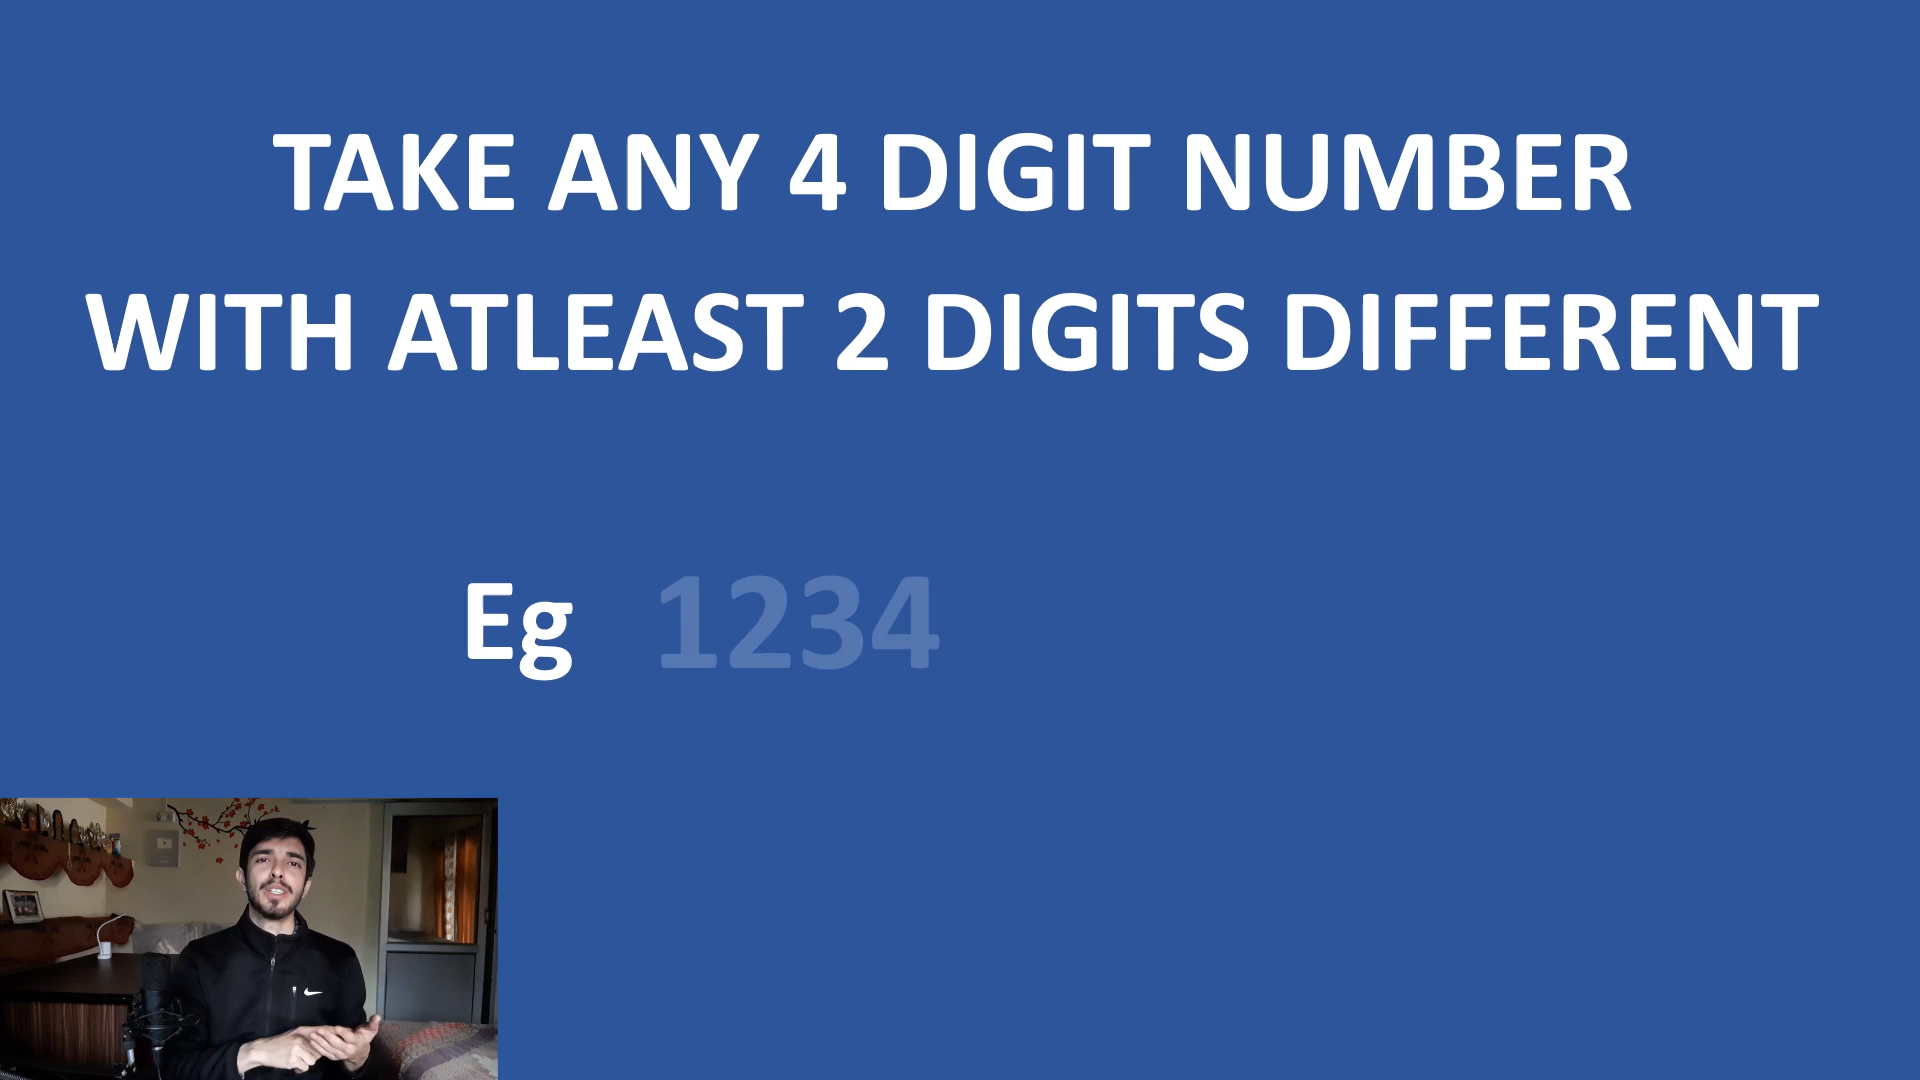 TAKE ANY 4 DIGIT NUMBER
WITH ATLEAST 2 DIGITS DIFFERENT
Eg 1234